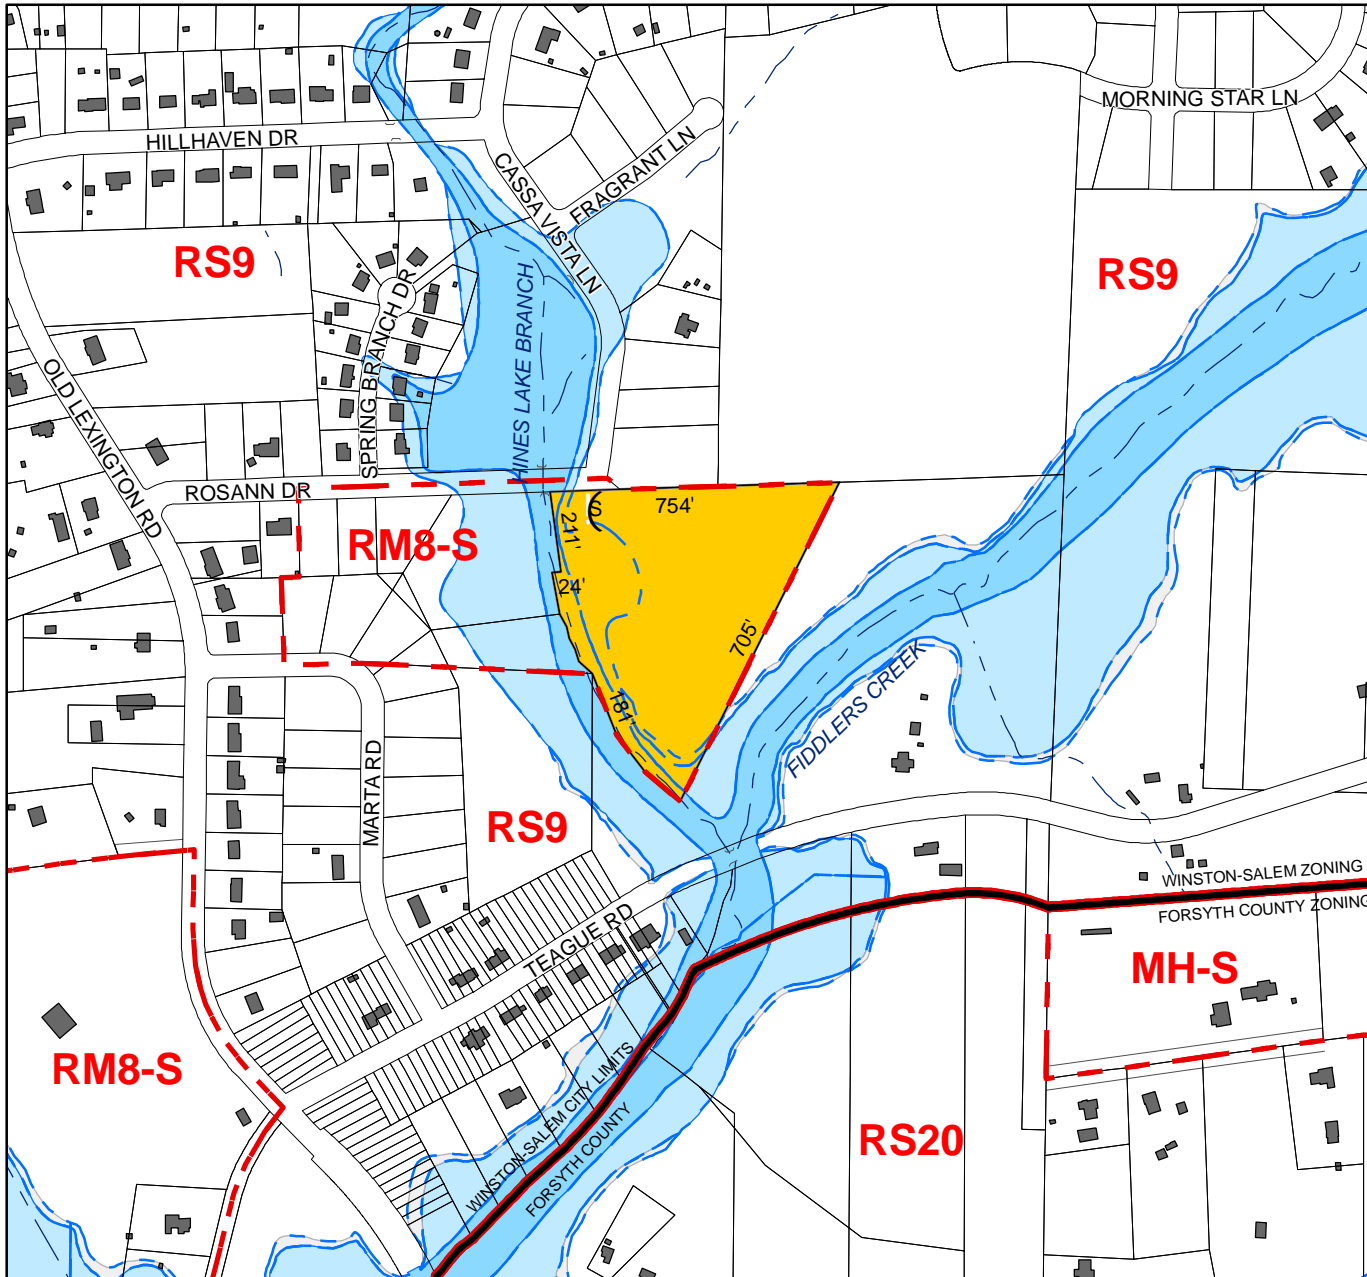 MORNING STAR LN
HILLHAVEN DR
FRAGRANT LN
CASSA VISTA LN
RS9
RS9
HINES LAKE BRANCH
SPRING BRANCH DR
OLD LEXINGTON RD
ROSANN DR
S
754'
211'
RM8-S
24'
705'
FIDDLERS CREEK
181'
MARTA RD
RS9
WINSTON-SALEM ZONING
FORSYTH COUNTY ZONING
TEAGUE RD
MH-S
RM8-S
WINSTON-SALEM CITY LIMITS
FORSYTH COUNTY
RS20